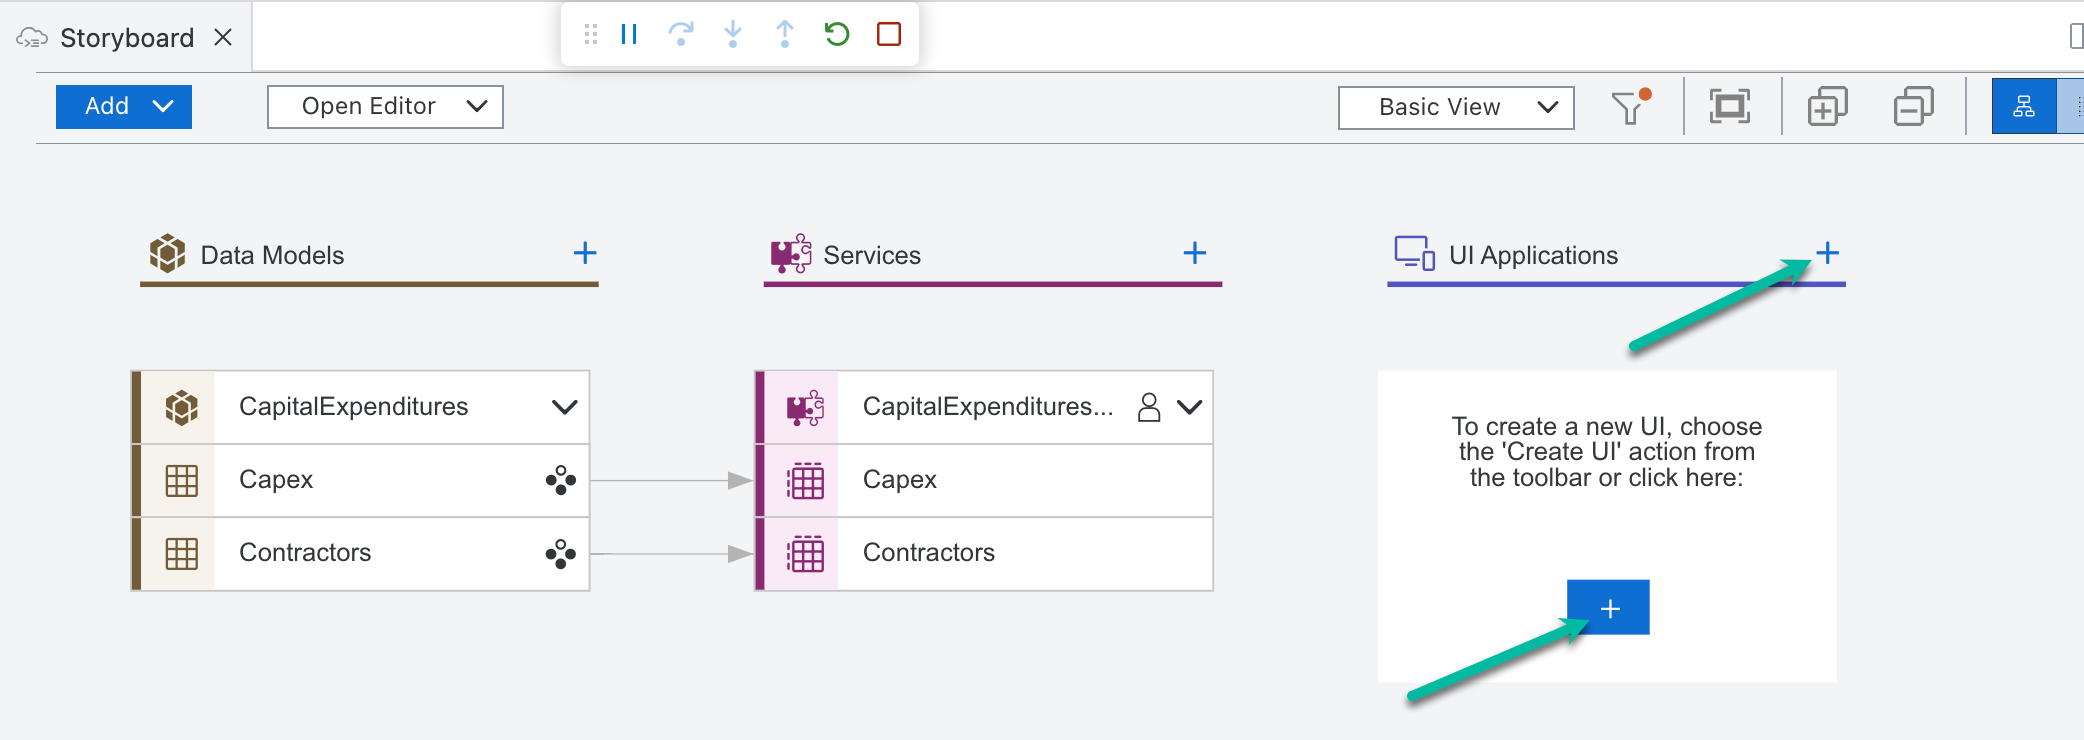 Storyboard
Add
Open Editor
Basic View
Data Models
Services
UI Applications
CapitalExpenditures
Capex
Contractors
CapitalExpenditures...
Capex
Contractors
To create a new UI, choose
the 'Create UI' action from
the toolbar or click here: